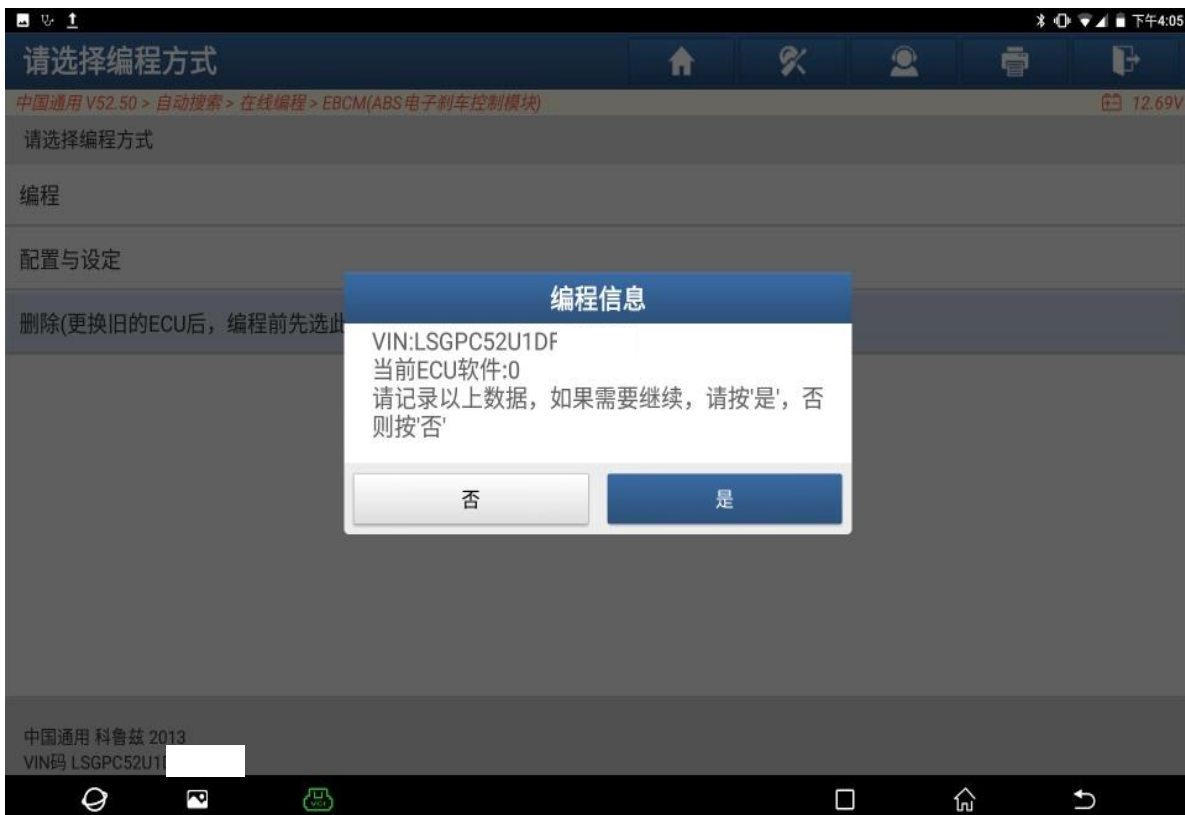 下午4:05
请选择编程方式
中国通用 V52.50 > 自动搜索 > 在线编程 > EBCM(ABS电子刹车控制模块)
12.69V
请选择编程方式
编程
配置与设定
删除(更换旧的ECU后，编程前先选此
编程信息
VIN:LSGPC52U1DF
当前ECU软件:0
请记录以上数据，如果需要继续，请按'是'，否
则按'否'
否
是
中国通用 科鲁兹 2013
VIN码 LSGPC52U1
VCI